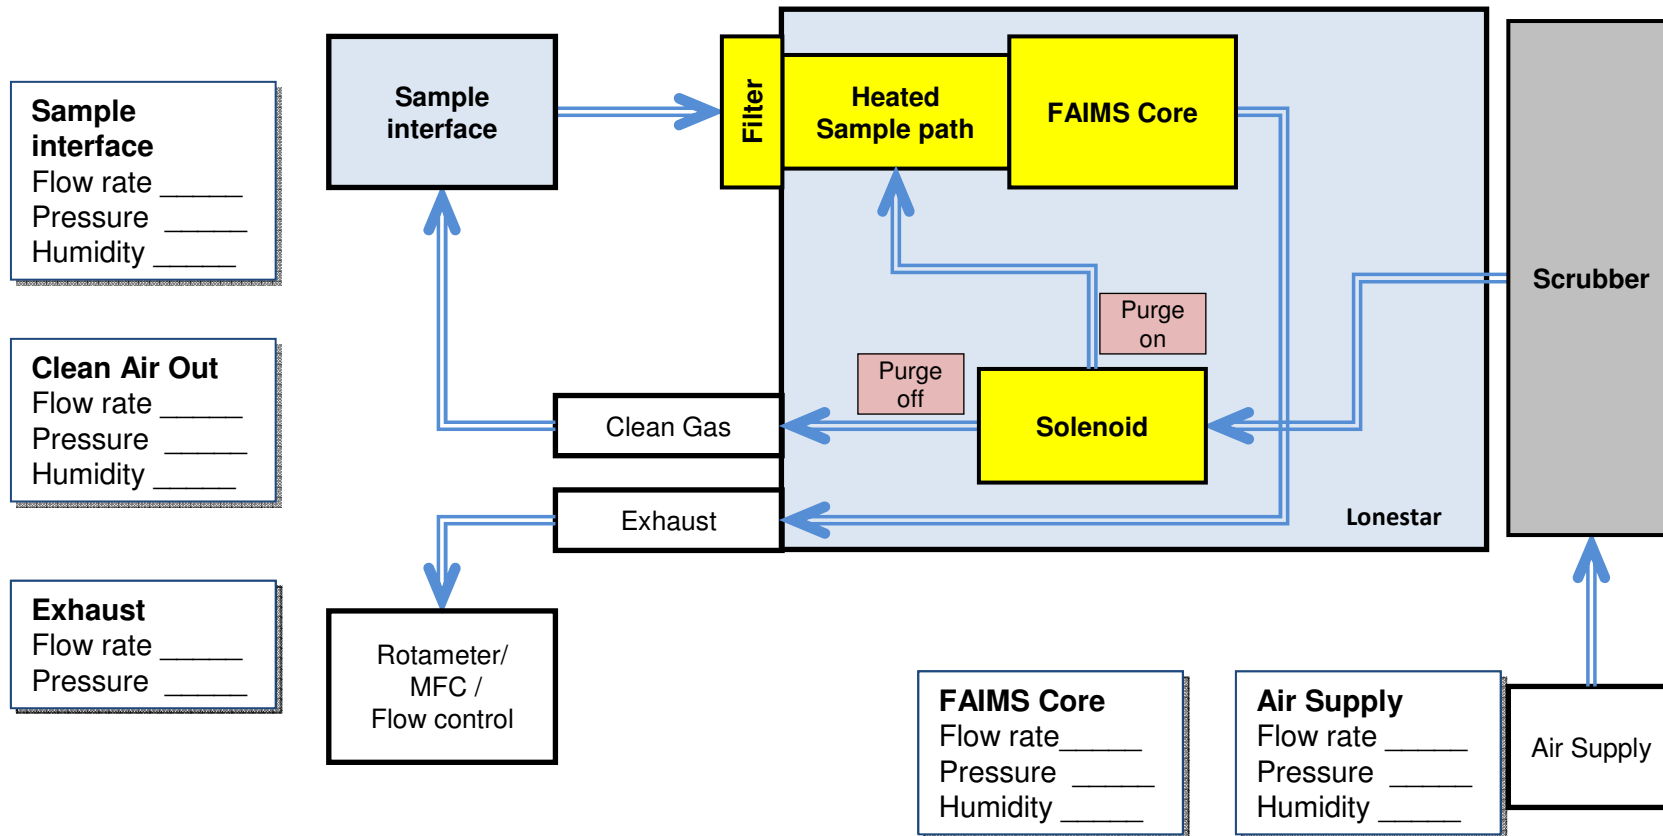 Sample
interface
Flow rate _____
Pressure _____
Humidity _____
Clean Air Out
Flow rate _____
Pressure _____
Humidity _____
Exhaust
Flow rate _____
Pressure _____
Sample
interface
Filter
Heated
Sample path
FAIMS Core
Purge
on
Purge
off
Solenoid
Clean Gas
Exhaust
Lonestar
Scrubber
Rotameter/
MFC /
Flow control
FAIMS Core
Flow rate_____
Pressure _____
Humidity _____
Air Supply
Flow rate _____
Pressure _____
Humidity _____
Air Supply